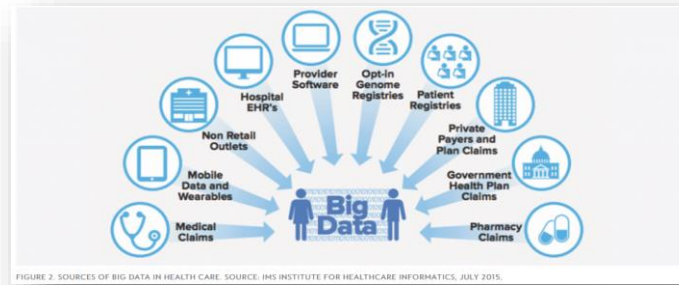 Provider
Software
Opt-in
Genome
Registries
Hospital
EHR's
Patient
Registries
Non Retail
Outlets
Private
Payers and
Plan Claims
Mobile
Data and
Wearables
Government
Health Plan
Claims
Medical
Claims
Big
Data
Pharmacy
Claims
FIGURE 2. SOURCES OF BIG DATA IN HEALTH CARE. SOURCE: IMS INSTITUTE FOR HEALTHCARE INFORMATICS, JULY 2015.